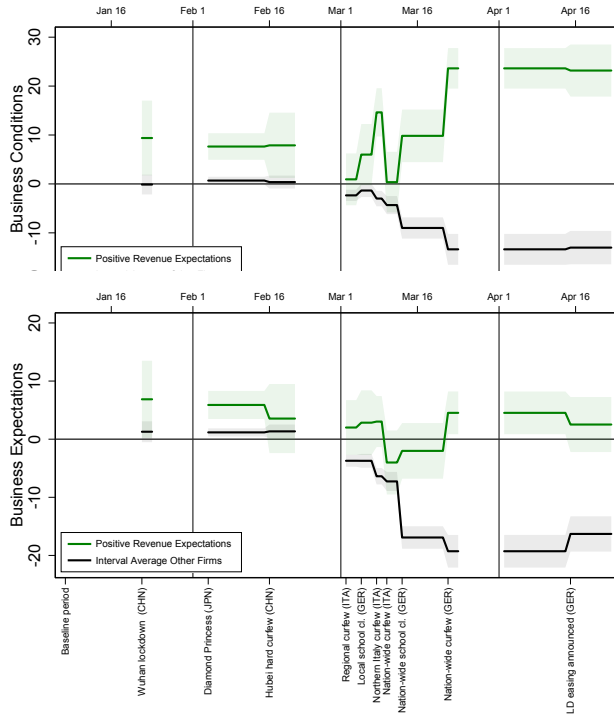 Jan 16
Feb 1
Feb 16
Mar 1
Mar 16
Apr 1
Apr 16
Business Conditions
30
20
10
0
-10
Positive Revenue Expectations
Jan 16
Feb 1
Feb 16
Mar 1
Mar 16
Apr 1
Apr 16
Business Expectations
20
10
0
-10
-20
Positive Revenue Expectations
Interval Average Other Firms
Baseline period
Wuhan lockdown (CHN)
Diamond Princess (JPN)
Hubei hard curfew (CHN)
Regional curfew (ITA)
Local school cl. (GER)
Northern Italy curfew (ITA)
Nation-wide curfew (ITA)
Nation-wide school cl. (GER)
Nation-wide curfew (GER)
LD easing announced (GER)